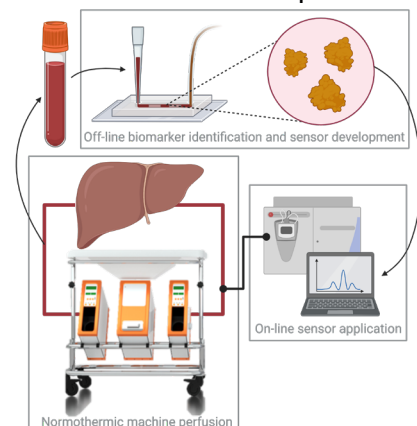 Off-line biomarker identification and sensor development
On-line sensor application
Normothermic machine perfusion